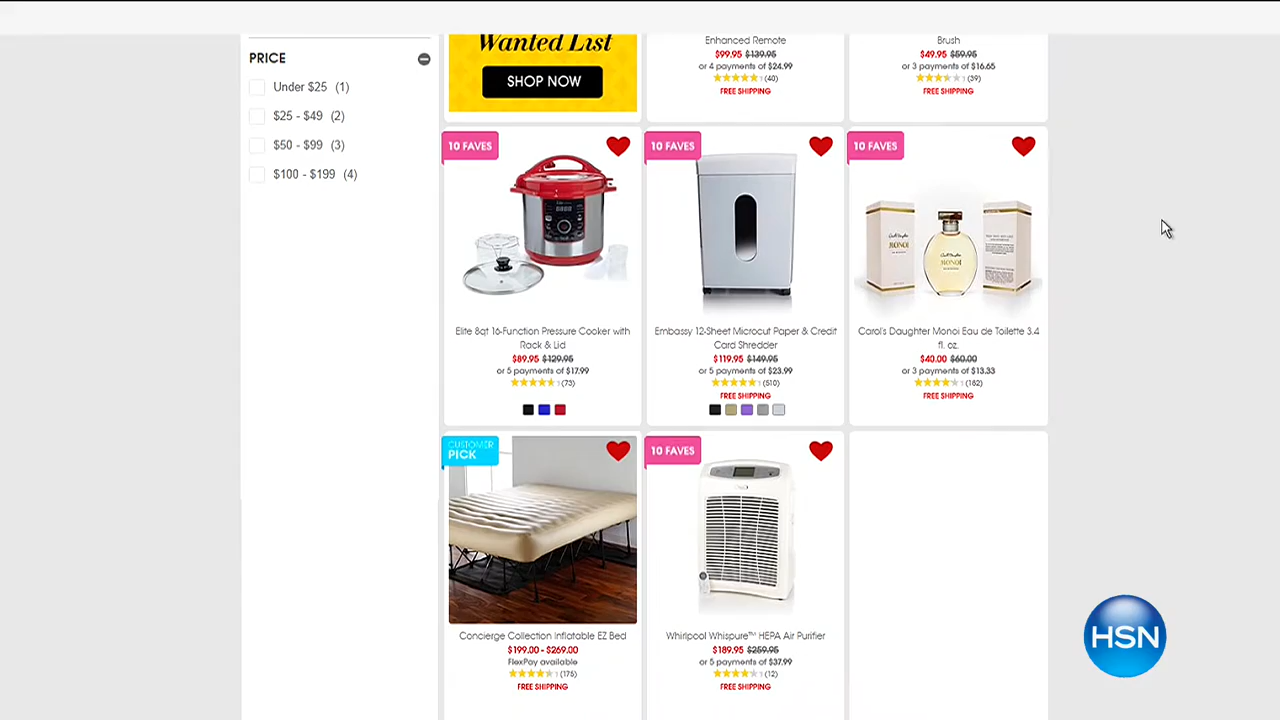 PRICE
Under $25 (1)
$25 - $49 (2)
$50 - $99 (3)
$100 - $199 (4)
Wanted List
SHOP NOW
Enhanced Remote
$99.95 $139.95
or 4 payments of $24.99
(40)
FREE SHIPPING
Brush
$49.95 $59.95
or 3 payments of $16.65
(39)
FREE SHIPPING
10 FAVES
Elite 8qt 16-Function Pressure Cooker with
Rack & Lid
$89.95 $129.95
or 5 payments of $17.99
(73)
10 FAVES
Embassy 12-Sheet Microcut Paper & Credit
Card Shredder
$119.95 $149.95
or 5 payments of $23.99
(510)
FREE SHIPPING
10 FAVES
MONOI
MONOI
Carol's Daughter Monoi Eau de Toilette 3.4
fl. oz.
$40.00 $60.00
or 3 payments of $13.33
(162)
FREE SHIPPING
CUSTOMER
PICK
Concierge Collection Inflatable EZ Bed
$199.00 - $269.00
FlexPay available
(175)
FREE SHIPPING
10 FAVES
Whirlpool Whispure™ HEPA Air Purifier
$189.95 $259.95
or 5 payments of $37.99
(12)
FREE SHIPPING
HSN